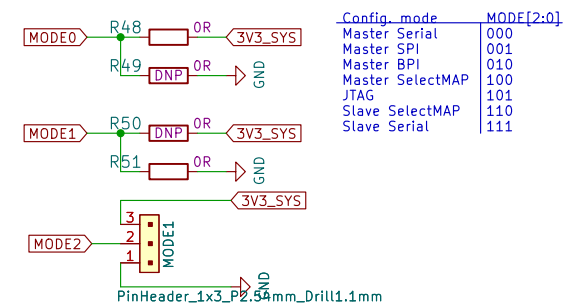 R48 0R
MODE0 3V3_SYS
R49 0R
DNP GND
R50 0R
MODE1 DNP 3V3_SYS
R51 0R
GND
3V3_SYS
3
MODE2 2 MODE1
1
GND
PinHeader_1x3_P2.54mm_Drill1.1mm
Config. mode MODE[2:0]
Master Serial 000
Master SPI 001
Master BPI 010
Master SelectMAP 100
JTAG 101
Slave SelectMAP 110
Slave Serial 111